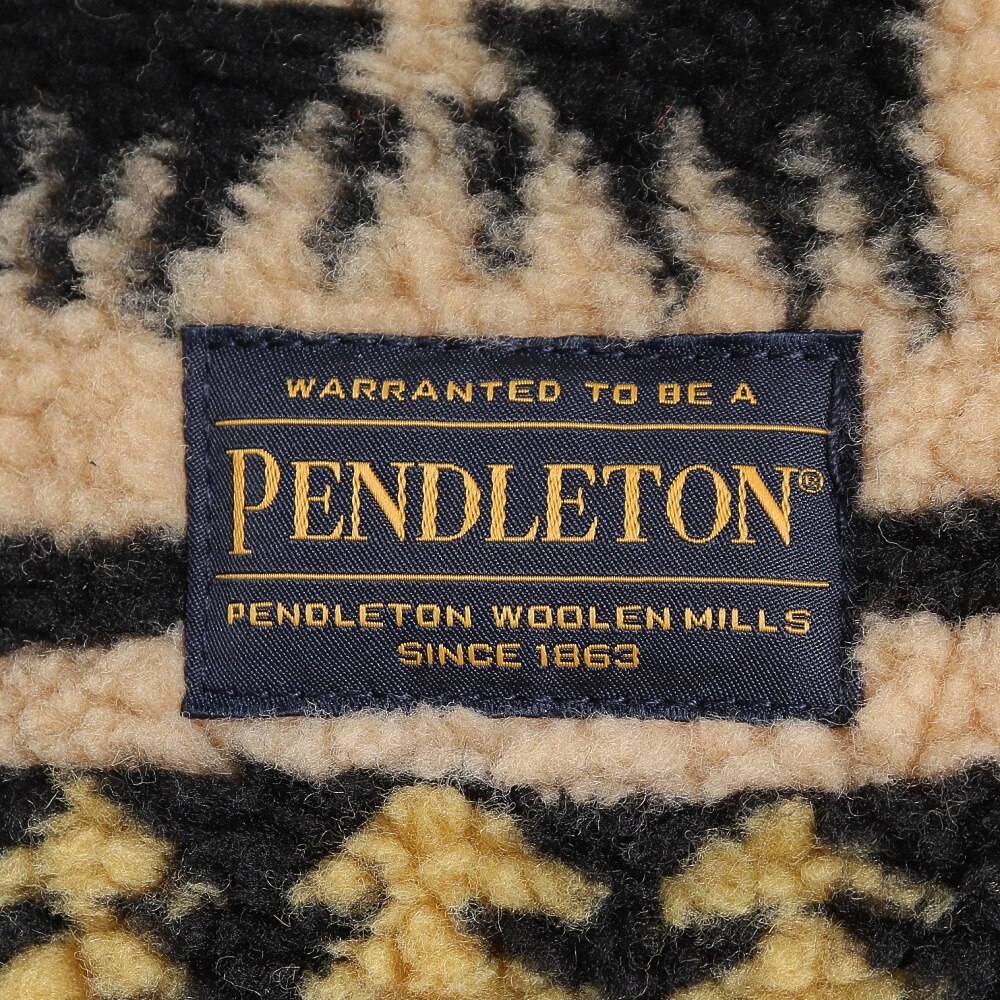 WARRANTED TO BE A
PENDLETON®
PENDLETON WOOLEN MILLS
SINCE 1863